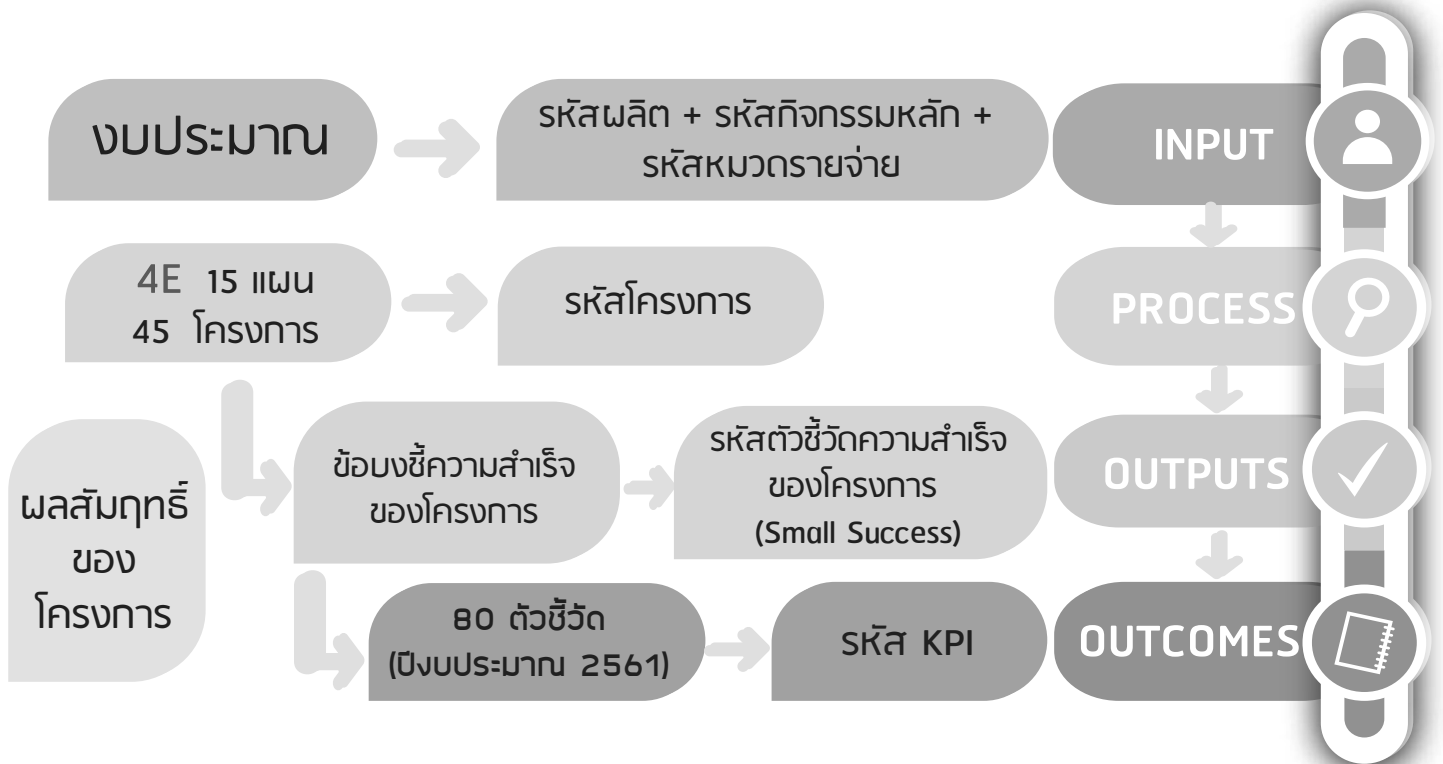 งบประมาณ
รหัสผลิต + รหัสกิจกรรมหลัก +
รหัสหมวดรายจ่าย
INPUT
4E 15 แผน
45 โครงการ
รหัสโครงการ
PROCESS
ผลสัมฤทธิ์
ของ
โครงการ
ข้อบงชี้ความสำเร็จ
ของโครงการ
รหัสตัวชี้วัดความสำเร็จ
ของโครงการ
(Small Success)
OUTPUTS
80 ตัวชี้วัด
(ปีงบประมาณ 2561)
รหัส KPI
OUTCOMES